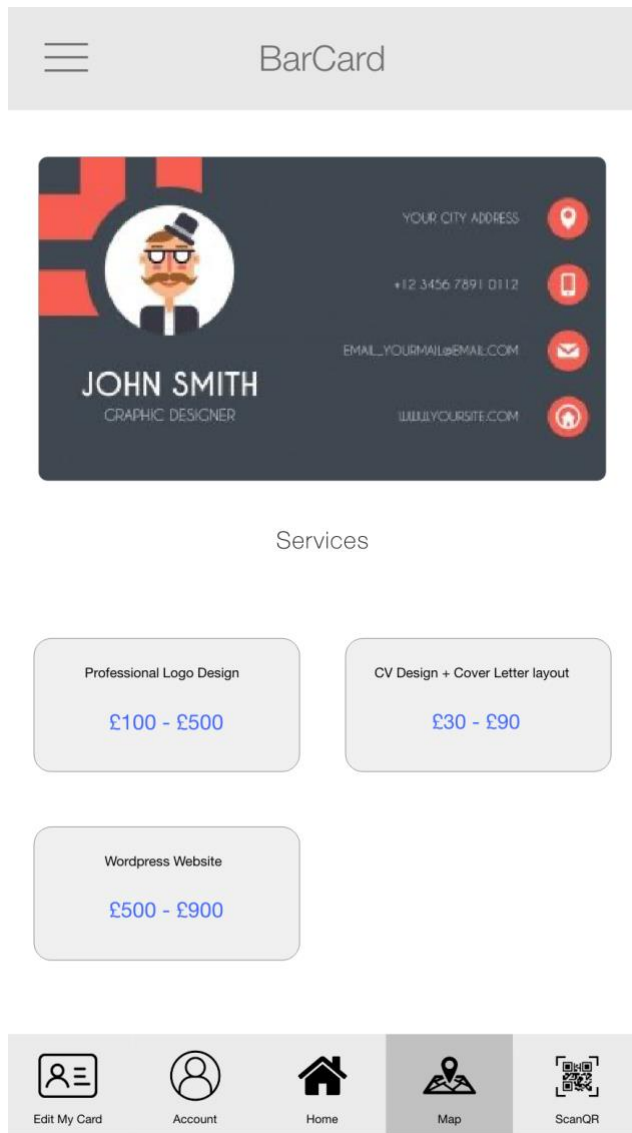 BarCard
YOUR CITY ADDRESS
+12 3456 7891 0112
EMAIL_YOURMAIL@EMAIL.COM
JOHN SMITH
GRAPHIC DESIGNER
WWW.YOURSITE.COM
Services
Professional Logo Design
£100 - £500
CV Design + Cover Letter layout
£30 - £90
Wordpress Website
£500 - £900
Edit My Card
Account
Home
Map
ScanQR